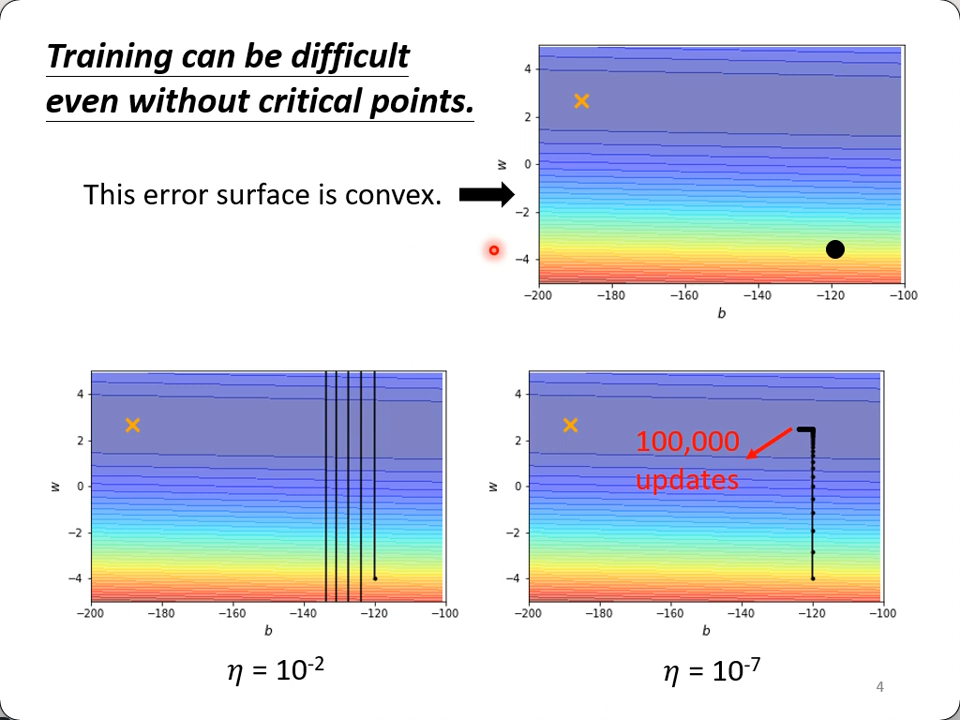 Training can be difficult
even without critical points.
This error surface is convex.
4
2
0
−2
−4
w
−200 −180 −160 −140 −120 −100
b
4
2
0
−2
−4
w
−200 −180 −160 −140 −120 −100
b
η = 10⁻²
4
2
0
−2
−4
w
100,000
updates
−200 −180 −160 −140 −120 −100
b
η = 10⁻⁷
4